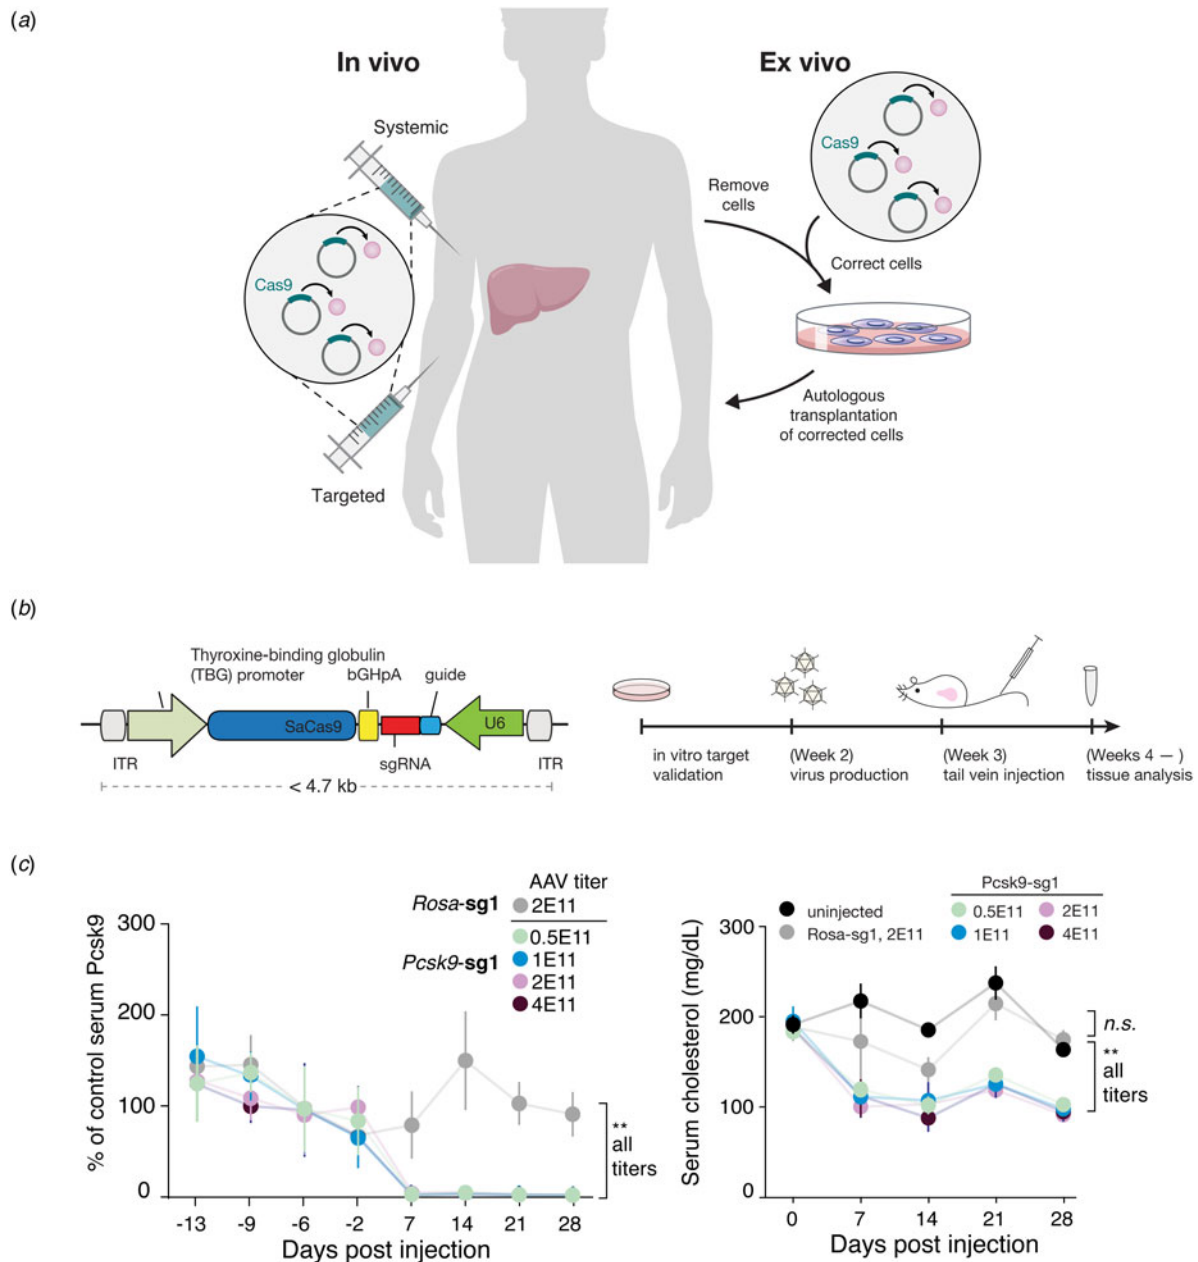 (a)
In vivo
Ex vivo
Systemic
Cas9
Cas9
Remove
cells
Correct cells
Autologous
transplantation
of corrected cells
Targeted
(b)
Thyroxine-binding globulin
(TBG) promoter
bGHpA
guide
SaCas9
U6
ITR
sgRNA
ITR
< 4.7 kb
in vitro target
validation
(Week 2)
virus production
(Week 3)
tail vein injection
(Weeks 4 — )
tissue analysis
(c)
AAV titer
Rosa-sg1
2E11
Pcsk9-sg1
0.5E11
1E11
2E11
4E11
% of control serum Pcsk9
300
200
100
0
-13 -9 -6 -2 7 14 21 28
Days post injection
**
all
titers
Pcsk9-sg1
uninjected
Rosa-sg1, 2E11
0.5E11
2E11
1E11
4E11
Serum cholesterol (mg/dL)
300
200
100
0
0 7 14 21 28
Days post injection
n.s.
**
all
titers